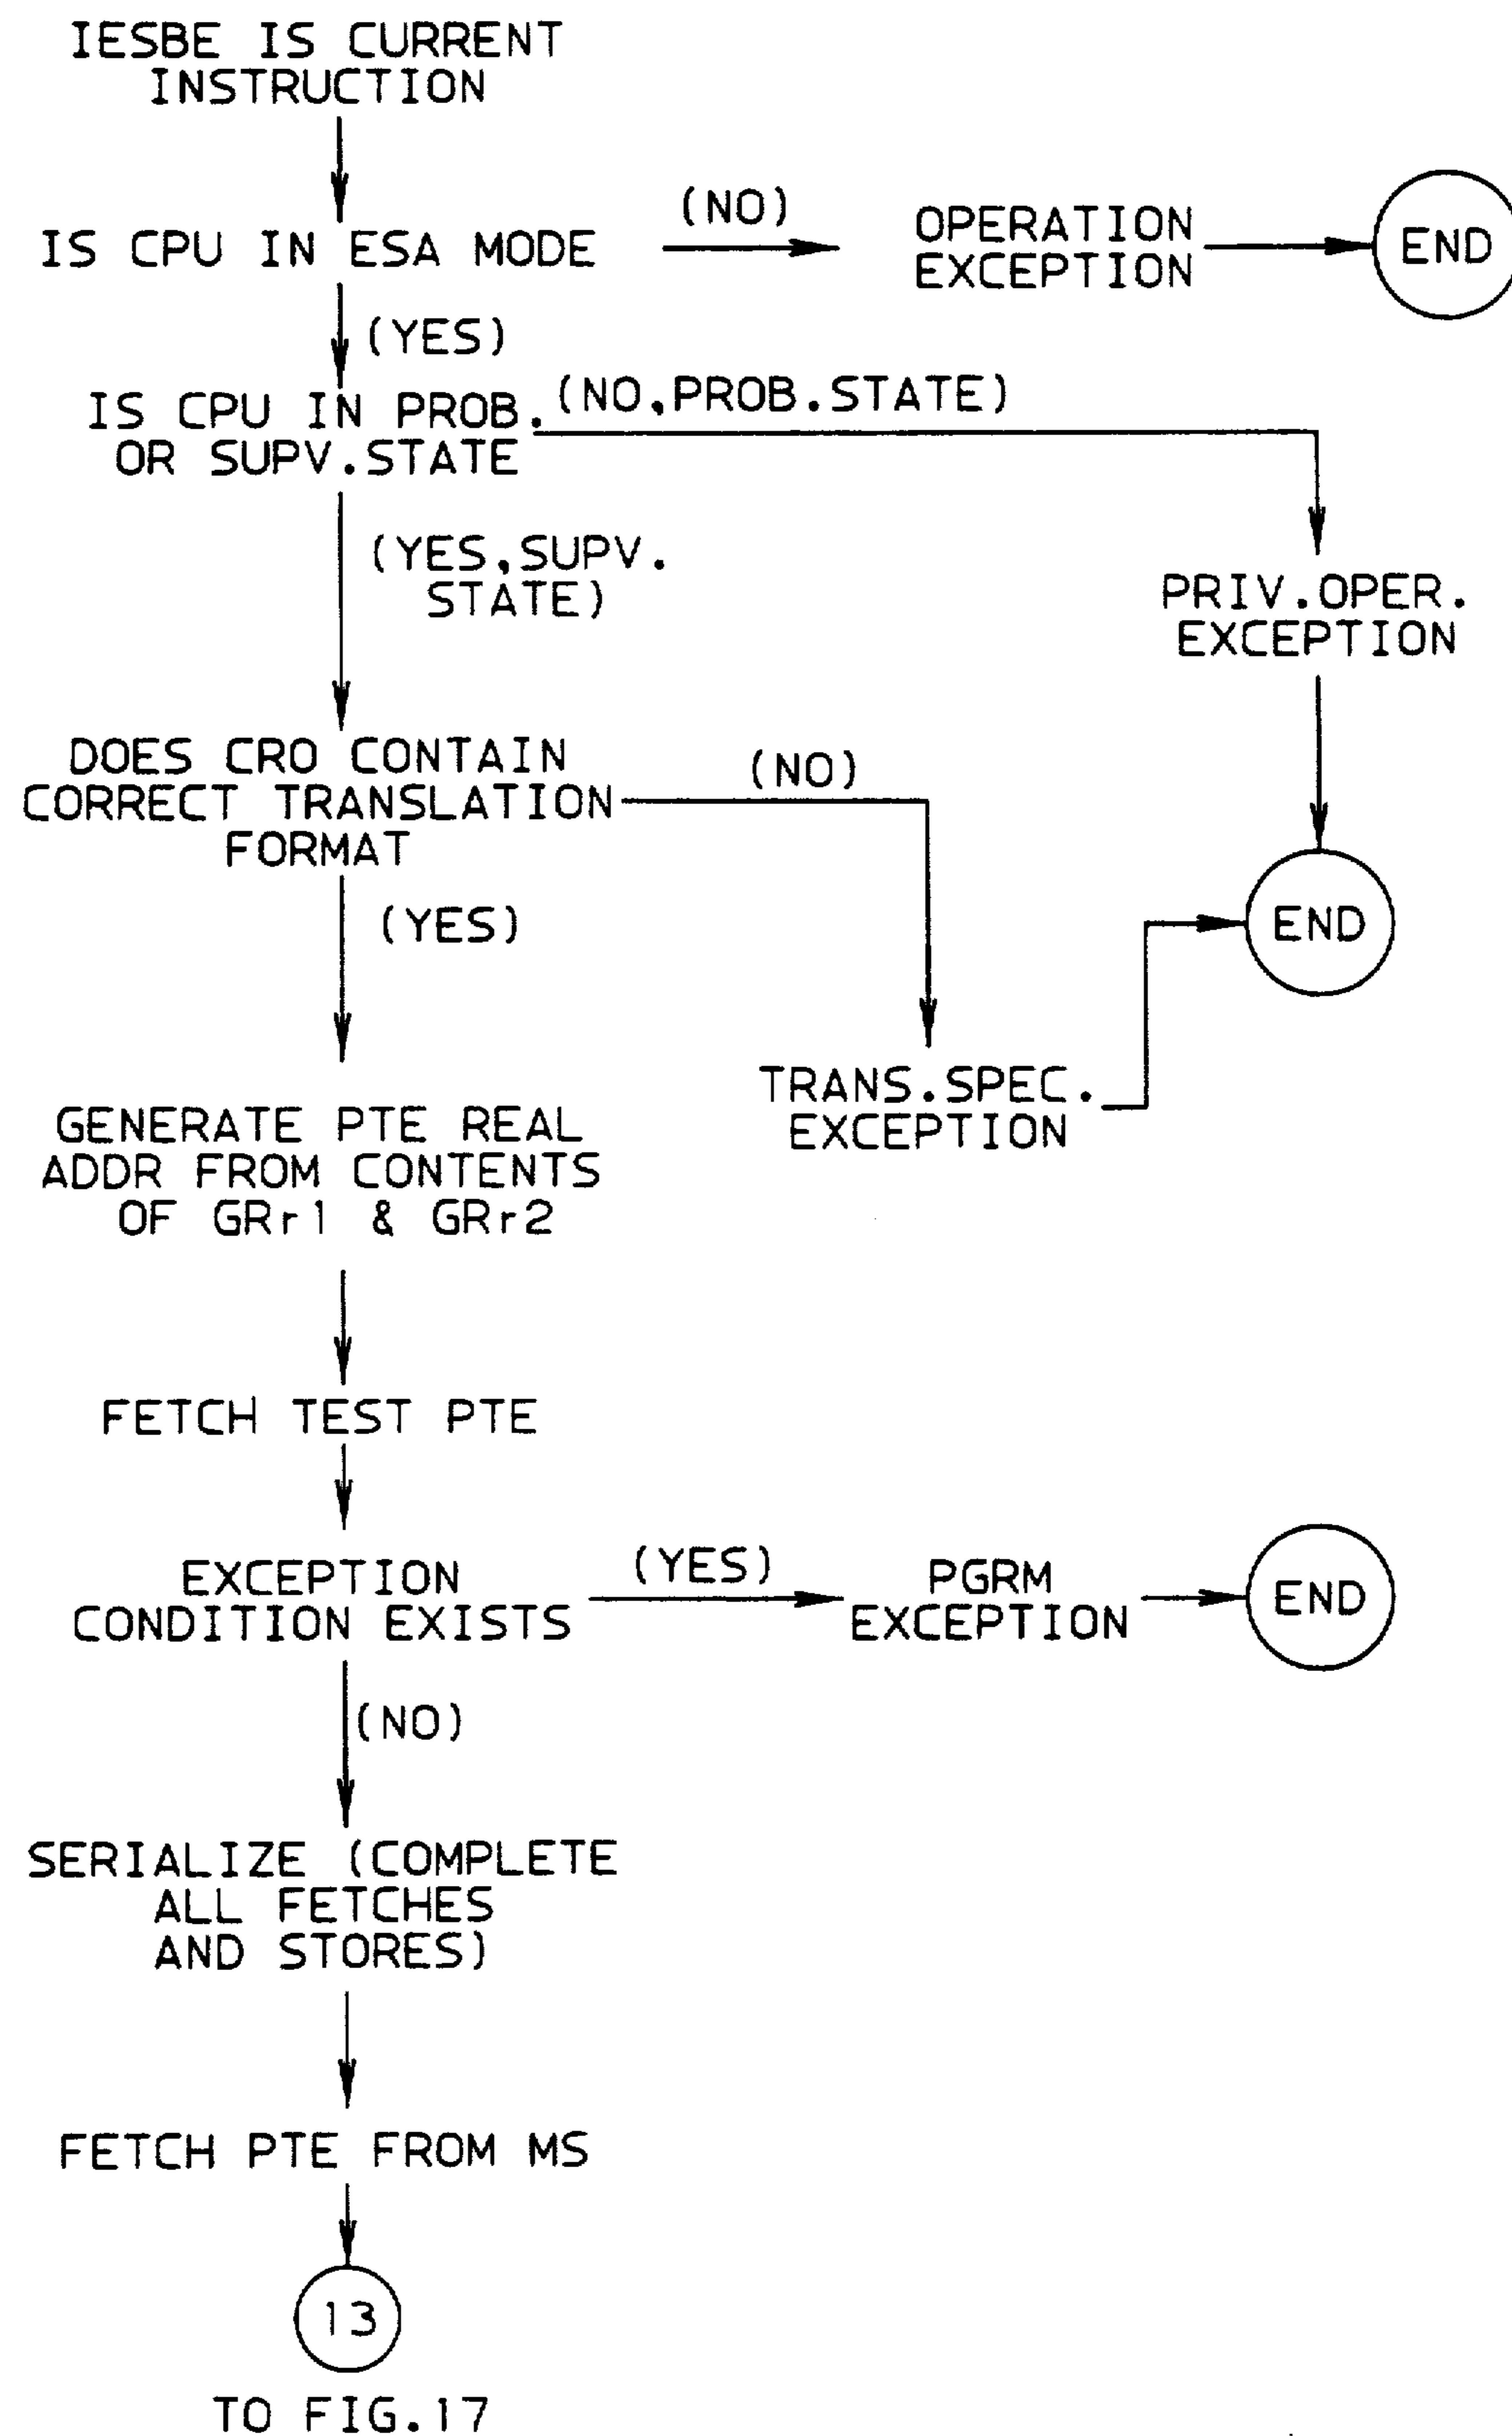 IESBE IS CURRENT
INSTRUCTION
IS CPU IN ESA MODE
(NO)
OPERATION
EXCEPTION
END
(YES)
IS CPU IN PROB.
OR SUPV.STATE
(NO,PROB.STATE)
(YES,SUPV.
STATE)
PRIV.OPER.
EXCEPTION
DOES CRO CONTAIN
CORRECT TRANSLATION
FORMAT
(NO)
(YES)
END
TRANS.SPEC.
EXCEPTION
GENERATE PTE REAL
ADDR FROM CONTENTS
OF GRr1 & GRr2
FETCH TEST PTE
EXCEPTION
CONDITION EXISTS
(YES)
PGRM
EXCEPTION
END
(NO)
SERIALIZE (COMPLETE
ALL FETCHES
AND STORES)
FETCH PTE FROM MS
13
TO FIG.17